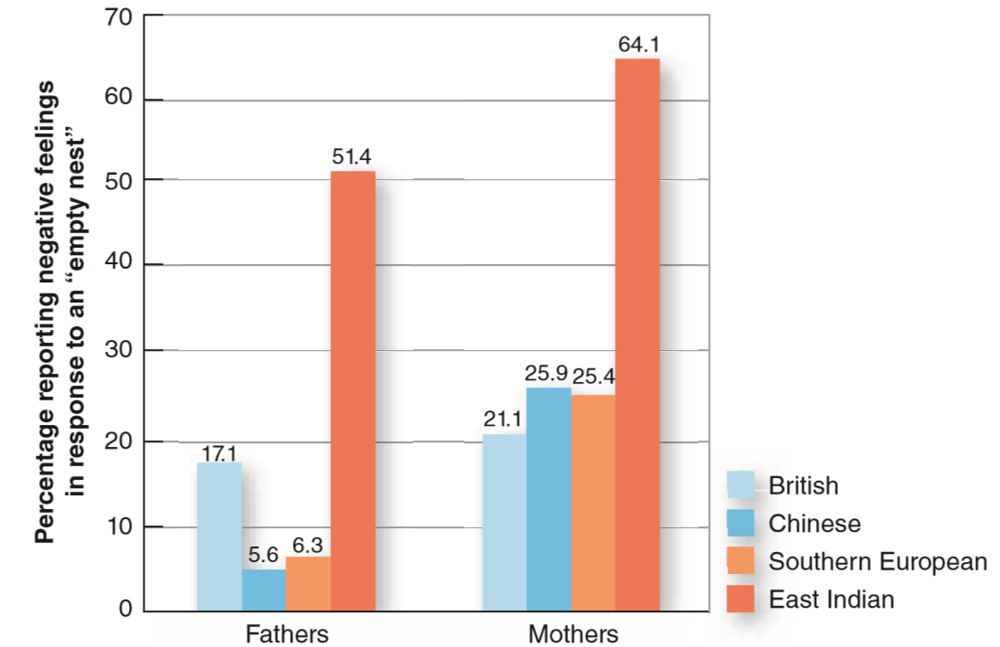 Percentage reporting negative feelings
in response to an “empty nest”
70
60
50
40
30
20
10
0
17.1
5.6
6.3
51.4
21.1
25.9
25.4
64.1
Fathers
Mothers
British
Chinese
Southern European
East Indian